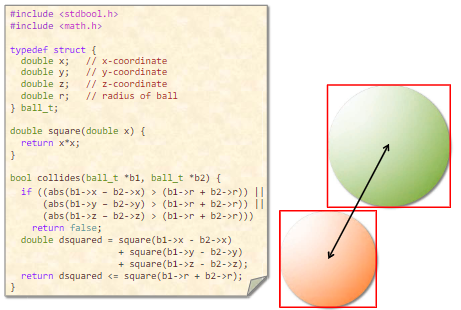 #include <stdbool.h>
#include <math.h>

typedef struct {
  double x;   // x-coordinate
  double y;   // y-coordinate
  double z;   // z-coordinate
  double r;   // radius of ball
} ball_t;

double square(double x) {
  return x*x;
}

bool collides(ball_t *b1, ball_t *b2) {
  if ((abs(b1->x – b2->x) > (b1->r + b2->r)) ||
      (abs(b1->y – b2->y) > (b1->r + b2->r)) ||
      (abs(b1->z – b2->z) > (b1->r + b2->r)))
    return false;
  double dsquared = square(b1->x - b2->x)
                  + square(b1->y - b2->y)
                  + square(b1->z - b2->z);
  return dsquared <= square(b1->r + b2->r);
}